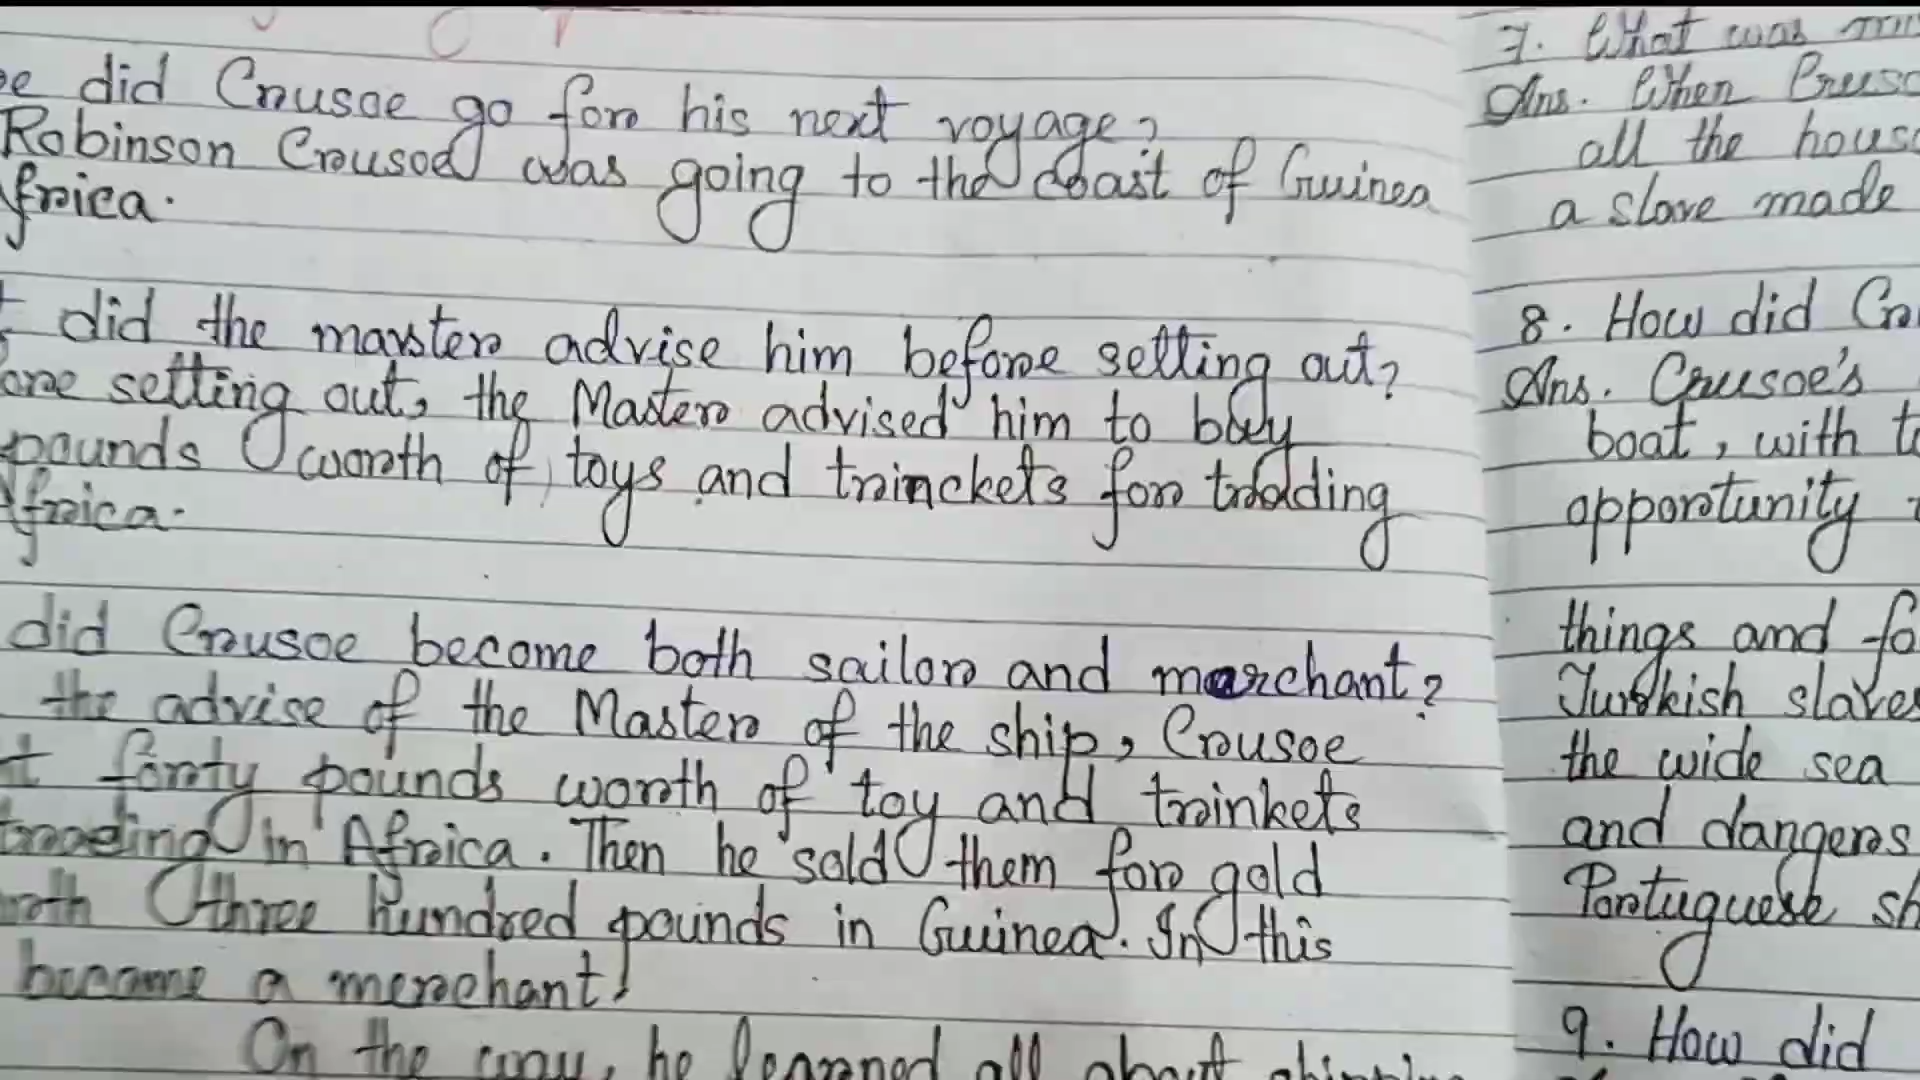 did Crusoe go for his next voyage?
Robinson Crusoe was going to the coast of Guinea
Africa.
did the master advise him before setting out?
setting out, the Master advised him to buy
pounds worth of toys and trinckets for trading
Africa.
did Crusoe become both sailor and merchant?
the advise of the Master of the ship, Crusoe
forty pounds worth of toy and trinkets
trading in Africa. Then he sold them for gold
three hundred pounds in Guinea. In this
became a merchant.
On the way, he learned all about shipping
7. What was
Ans. When
all the
a slave made
8. How did
Ans. Crusoe's
boat, with
opportunity
things and
Turkish slaves
the wide sea
and dangers
Portuguese
9. How did